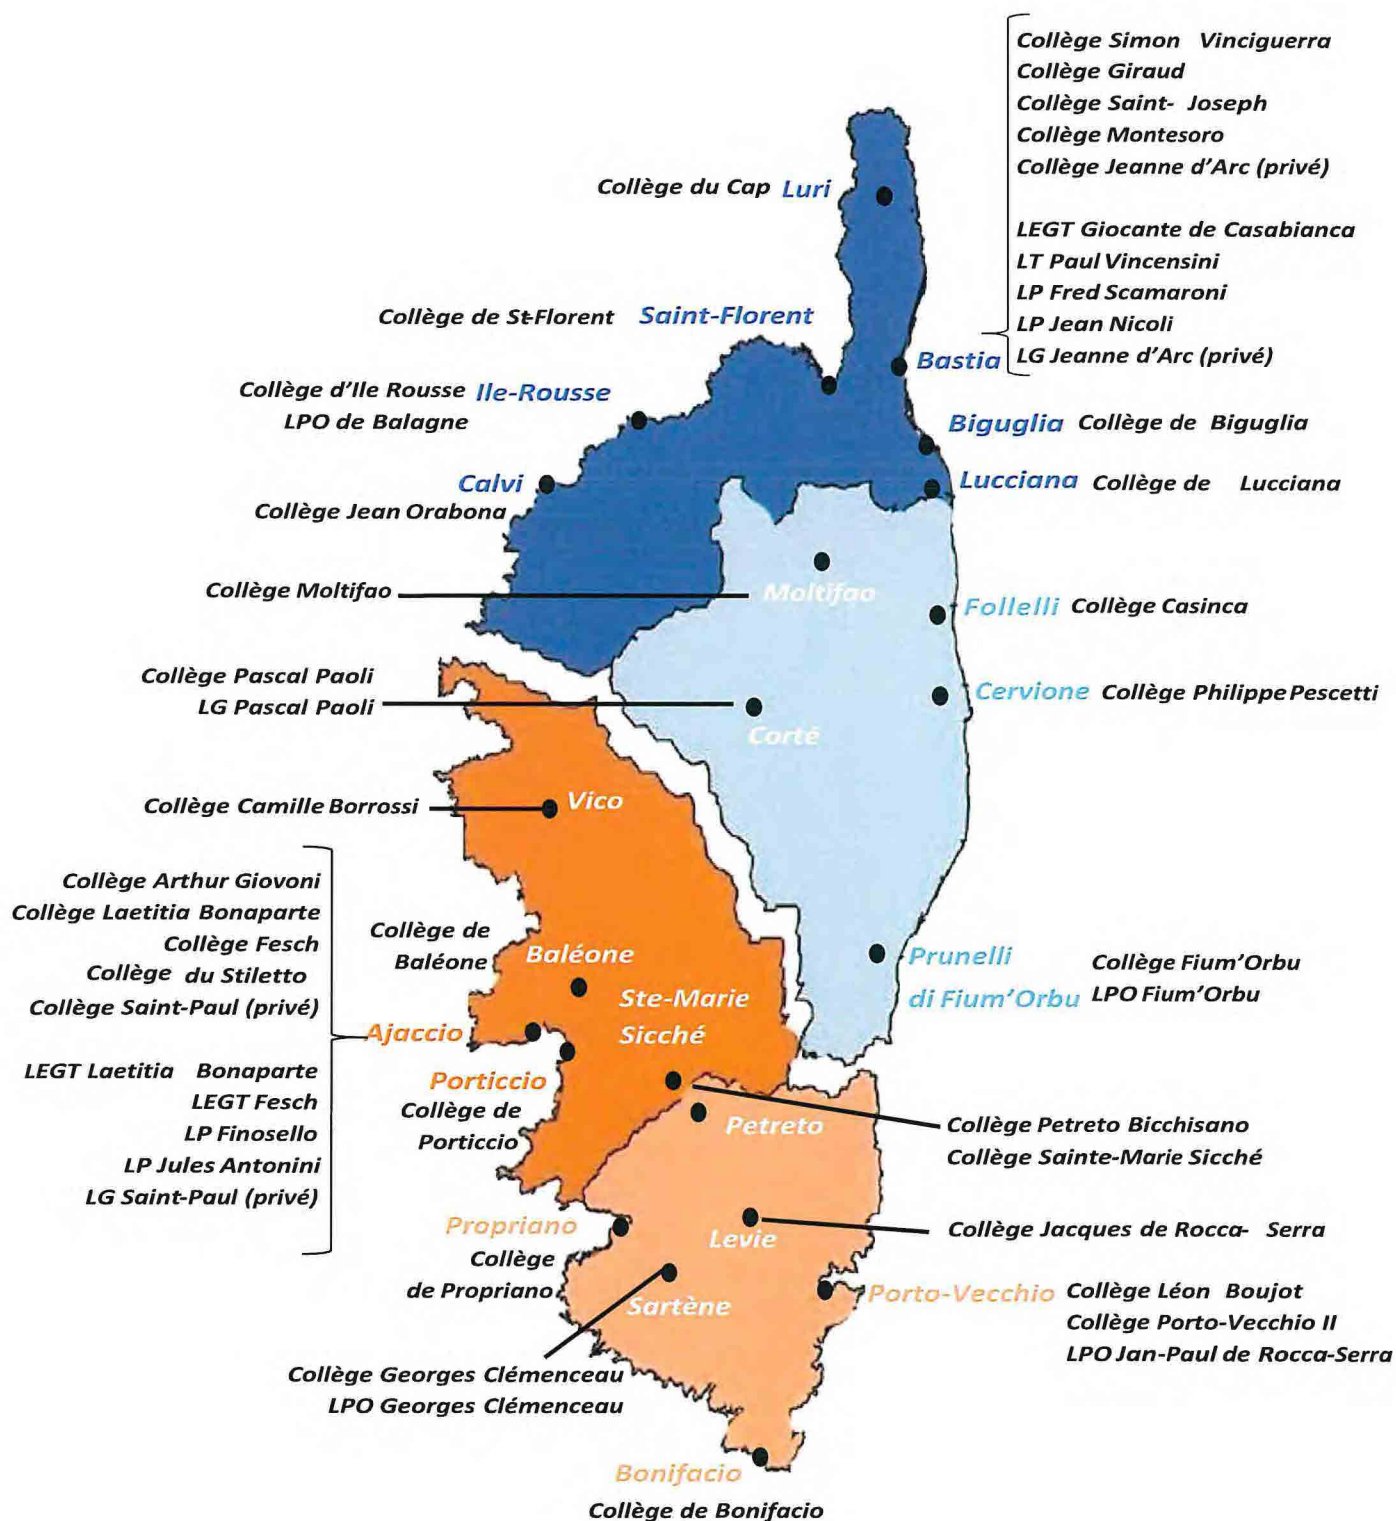 Collège Simon Vinciguerra
Collège Giraud
Collège Saint- Joseph
Collège Montesoro
Collège Jeanne d'Arc (privé)
LEGT Giocante de Casabianca
LT Paul Vincensini
LP Fred Scamaroni
LP Jean Nicoli
LG Jeanne d'Arc (privé)
Bastia
Collège du Cap Luri
Collège de St-Florent Saint-Florent
Collège d'Ile Rousse Ile-Rousse
LPO de Balagne
Biguglia Collège de Biguglia
Calvi
Collège Jean Orabona
Lucciana Collège de Lucciana
Collège Moltifao
Moltifao
Follelli Collège Casinca
Collège Pascal Paoli
LG Pascal Paoli
Corté
Cervione Collège Philippe Pescetti
Collège Camille Borrossi
Vico
Collège Arthur Giovoni
Collège Laetitia Bonaparte
Collège Fesch
Collège du Stiletto
Collège Saint-Paul (privé)
LEGT Laetitia Bonaparte
LEGT Fesch
LP Finosello
LP Jules Antonini
LG Saint-Paul (privé)
Ajaccio
Collège de
Baléone
Baléone
Ste-Marie
Sicché
Prunelli
di Fium'Orbu
Collège Fium'Orbu
LPO Fium'Orbu
Porticcio
Collège de
Porticcio
Petreto
Collège Petreto Bicchisano
Collège Sainte-Marie Sicché
Propriano
Collège
de Propriano
Levie
Collège Jacques de Rocca- Serra
Sartène
Porto-Vecchio Collège Léon Boujot
Collège Porto-Vecchio II
LPO Jan-Paul de Rocca-Serra
Collège Georges Clémenceau
LPO Georges Clémenceau
Bonifacio
Collège de Bonifacio